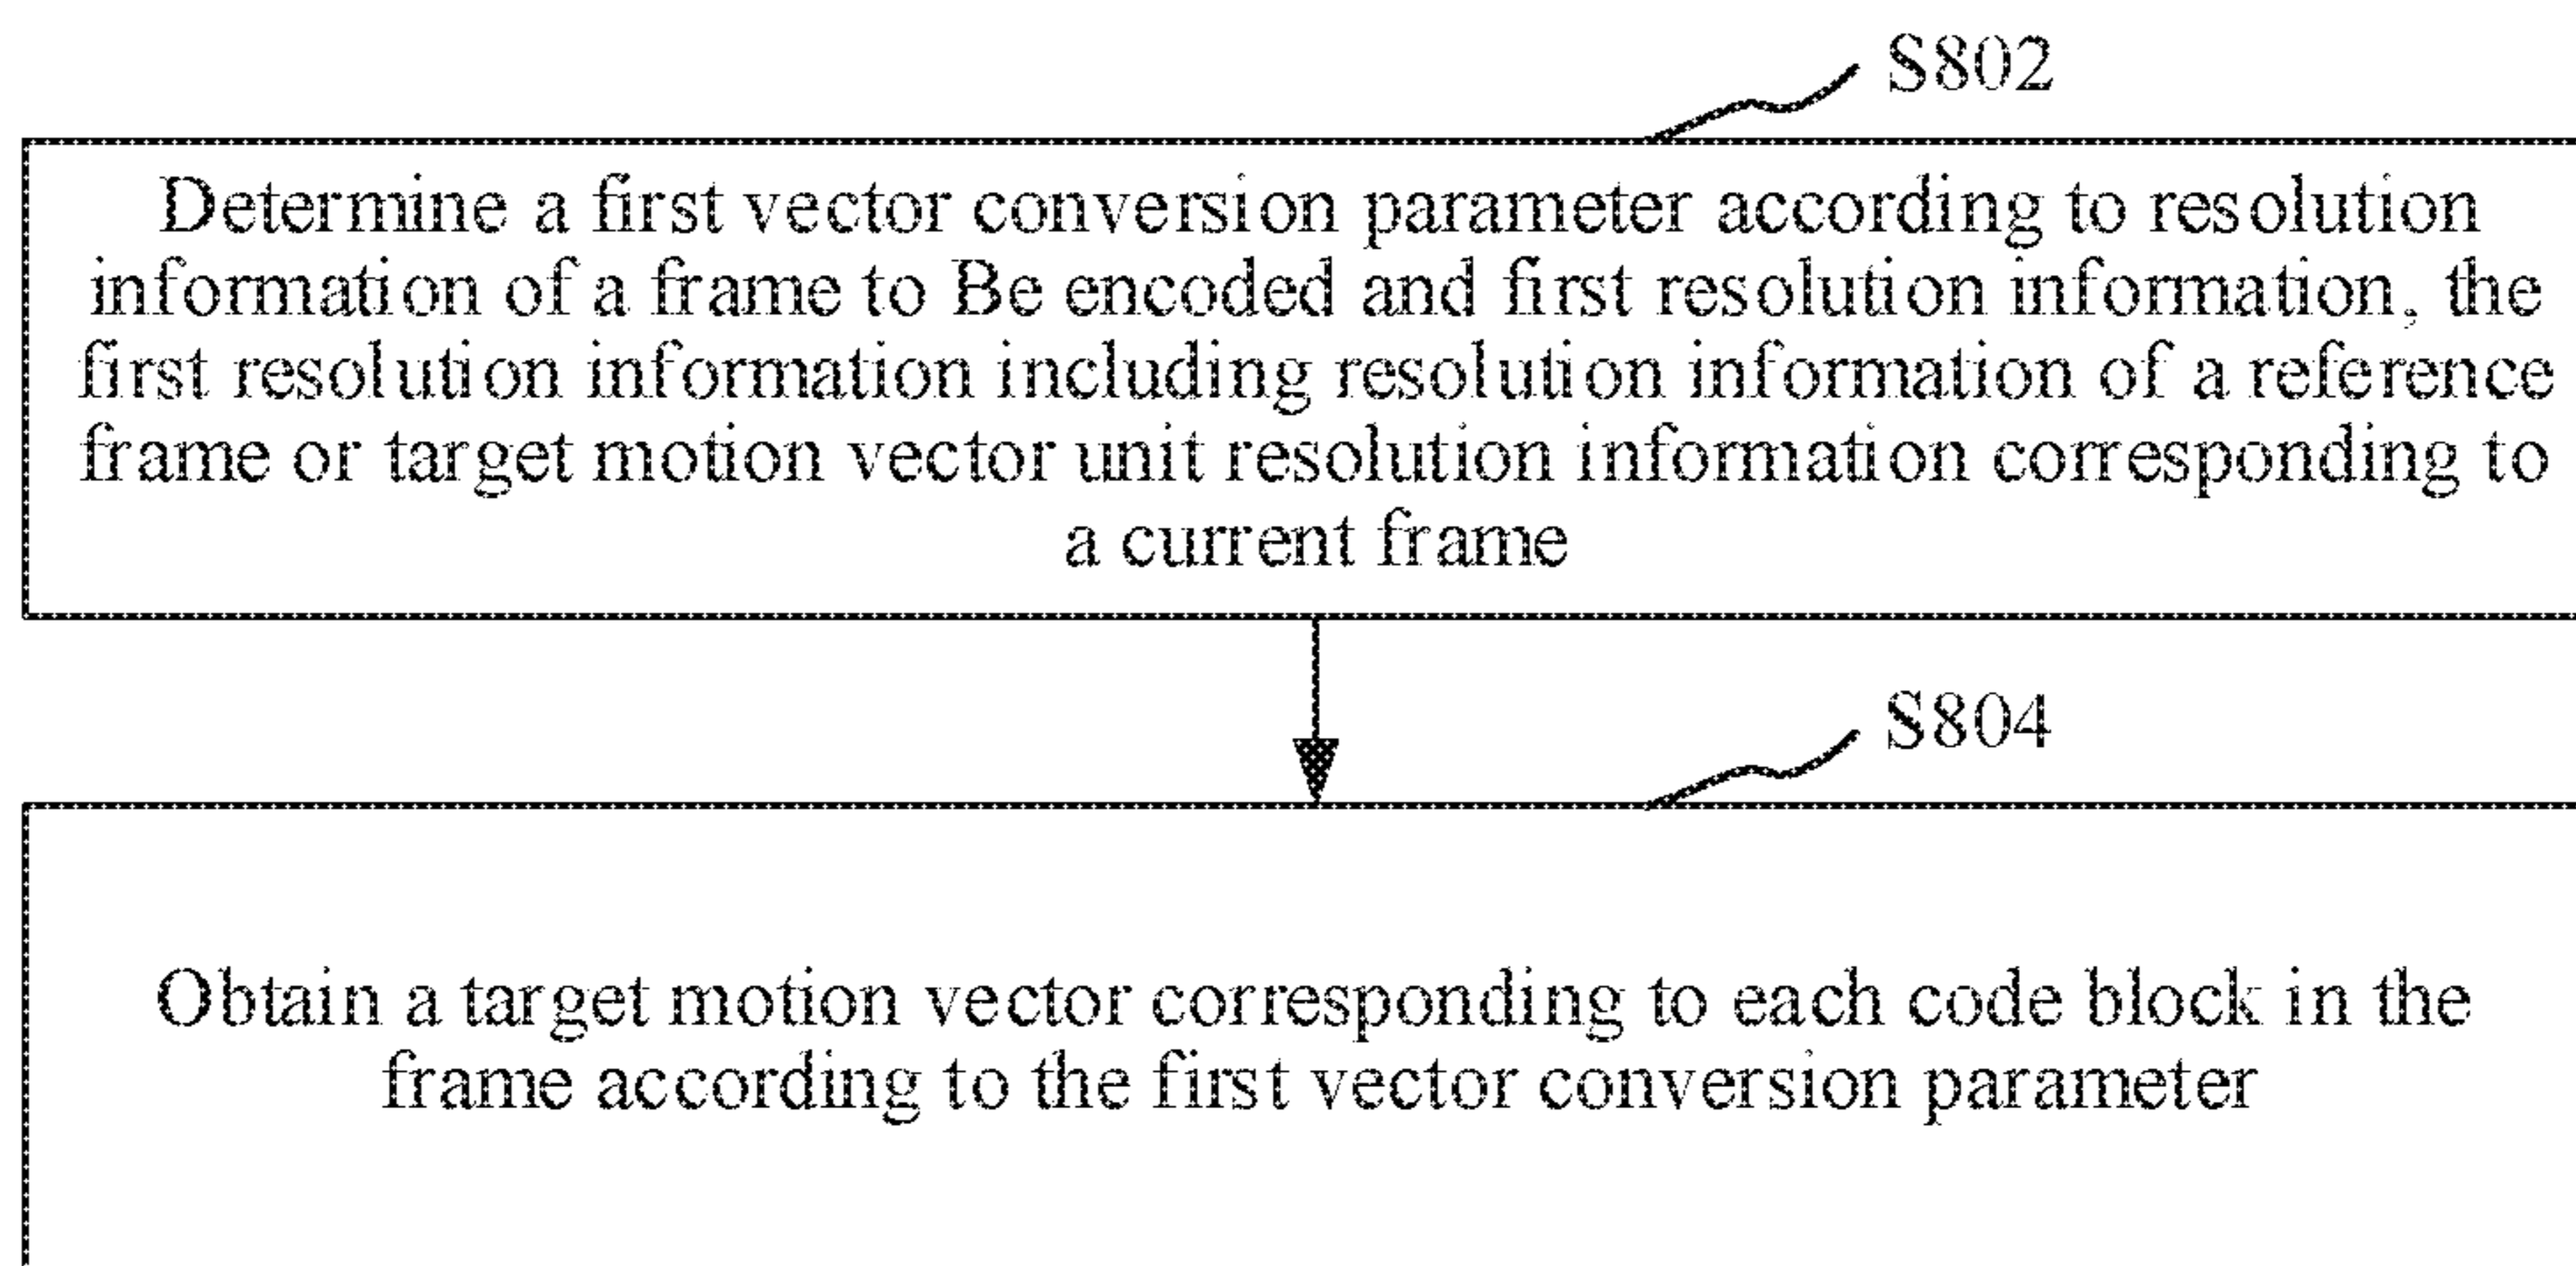 S802
Determine a first vector conversion parameter according to resolution
information of a frame to Be encoded and first resolution information, the
first resolution information including resolution information of a reference
frame or target motion vector unit resolution information corresponding to
a current frame
S804
Obtain a target motion vector corresponding to each code block in the
frame according to the first vector conversion parameter